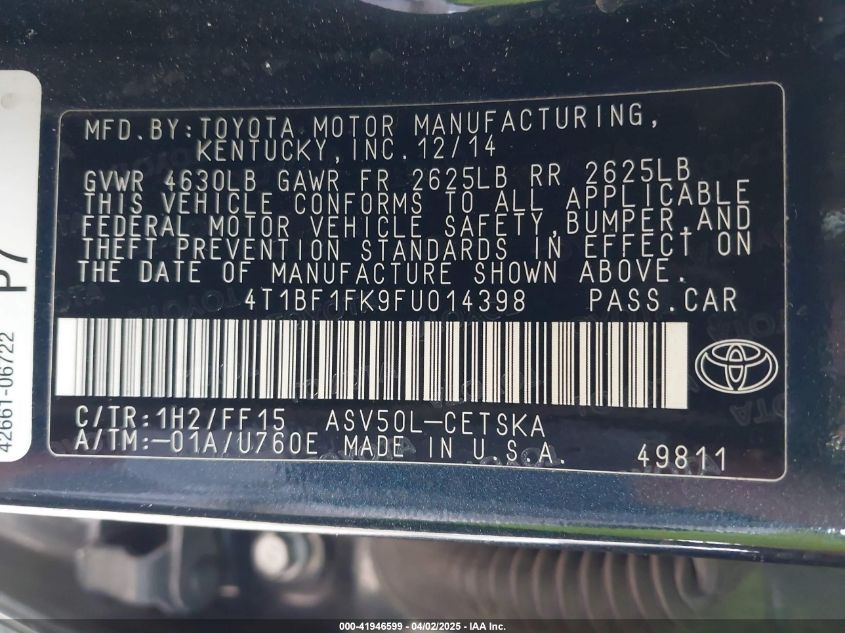 MFD.BY:TOYOTA MOTOR MANUFACTURING,
KENTUCKY,INC.12/14
GVWR 4630LB GAWR FR 2625LB RR 2625LB
THIS VEHICLE CONFORMS TO ALL APPLICABLE
FEDERAL MOTOR VEHICLE SAFETY,BUMPER,AND
THEFT PREVENTION STANDARDS IN EFFECT ON
THE DATE OF MANUFACTURE SHOWN ABOVE.
4T1BF1FK9FU014398 PASS.CAR
C/TR:1H2/FF15 ASV50L-CETSKA
A/TM:-01A/U760E MADE IN U.S.A. 49811
P7
42661-06722
000-41946599 - 04/02/2025 - IAA Inc.